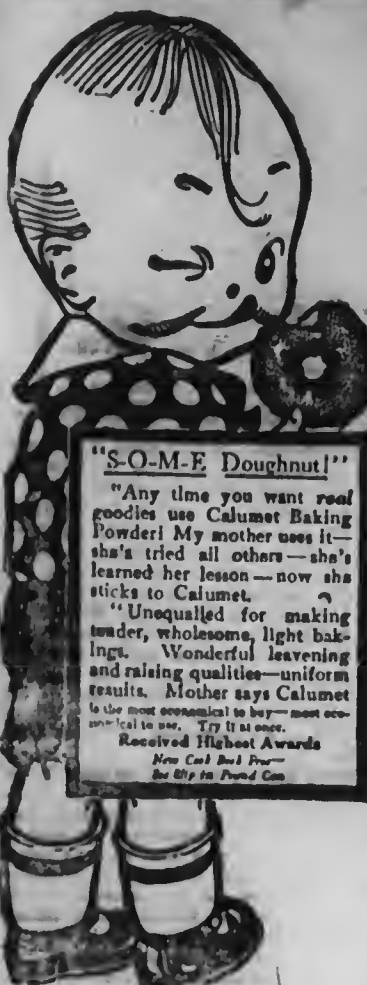 "S-O-M-E Doughnut!"
"Any time you want real
goodies use Calumet Baking
Powder! My mother uses it—
she's tried all others—she's
learned her lesson—now she
sticks to Calumet.
"Unequalled for making
tender, wholesome, light bak-
ings. Wonderful leavening
and raising qualities—uniform
results. Mother says Calumet
is the most economical to buy—most eco-
nomical to use. Try it at once.
Received Highest Awards
New Cook Book Free—
See Slip in Pound Can